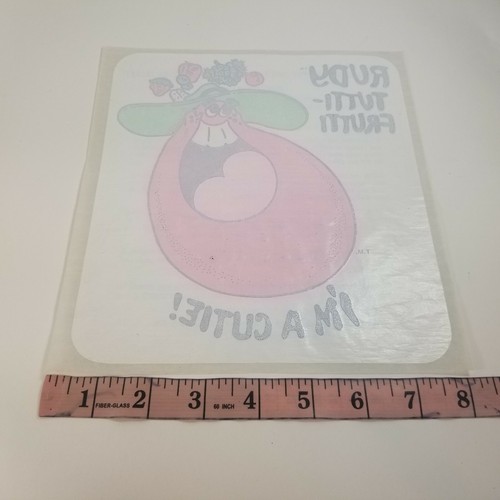 RUDY
TUTTI-
FRUTTI
I'M A CUTIE!
1 FIBER-GLASS 2 3 60 INCH 4 5 6 7 8